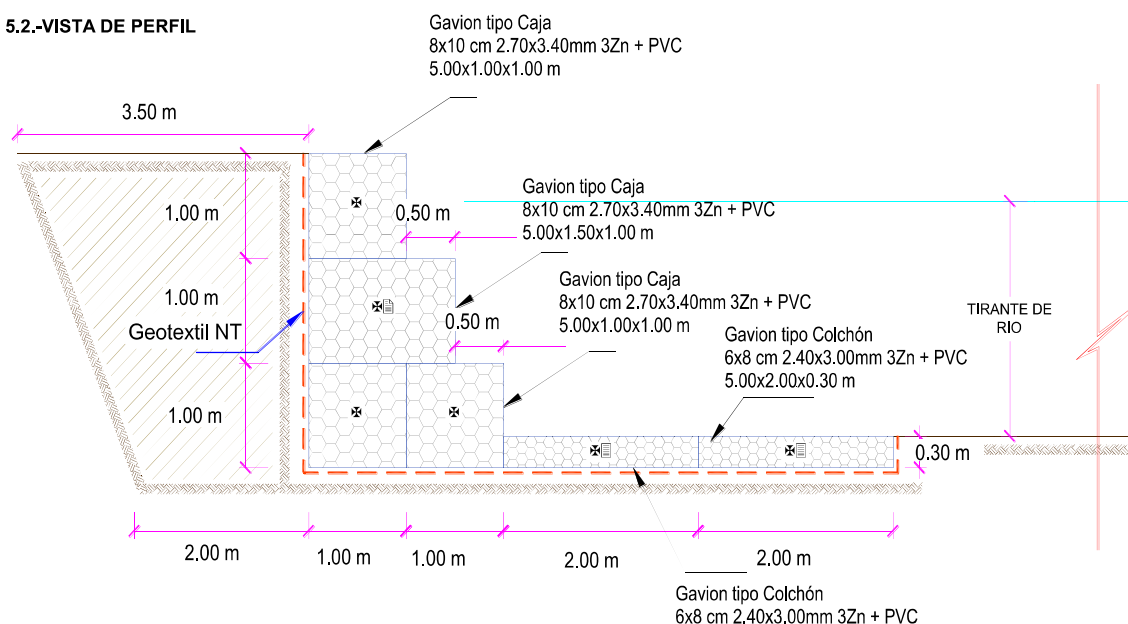 5.2.-VISTA DE PERFIL
Gavion tipo Caja
8x10 cm 2.70x3.40mm 3Zn + PVC
5.00x1.00x1.00 m
3.50 m
Gavion tipo Caja
8x10 cm 2.70x3.40mm 3Zn + PVC
5.00x1.50x1.00 m
1.00 m
0.50 m
Gavion tipo Caja
8x10 cm 2.70x3.40mm 3Zn + PVC
5.00x1.00x1.00 m
1.00 m
0.50 m
TIRANTE DE
RIO
Geotextil NT
Gavion tipo Colchón
6x8 cm 2.40x3.00mm 3Zn + PVC
5.00x2.00x0.30 m
1.00 m
0.30 m
2.00 m
1.00 m
1.00 m
2.00 m
2.00 m
Gavion tipo Colchón
6x8 cm 2.40x3.00mm 3Zn + PVC